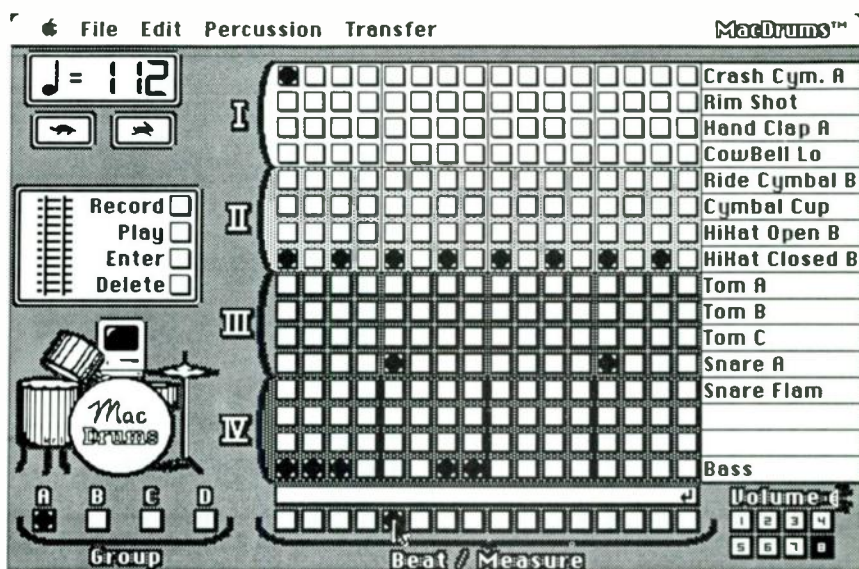 File Edit Percussion Transfer MacDrums™
♩= 112
Record
Play
Enter
Delete
Mac
Drums
A B C D
Group
I
II
III
IV
Crash Cym. A
Rim Shot
Hand Clap A
CowBell Lo
Ride Cymbal B
Cymbal Cup
HiHat Open B
HiHat Closed B
Tom A
Tom B
Tom C
Snare A
Snare Flam
Bass
Beat / Measure
Volume
1 2 3 4
5 6 7 8